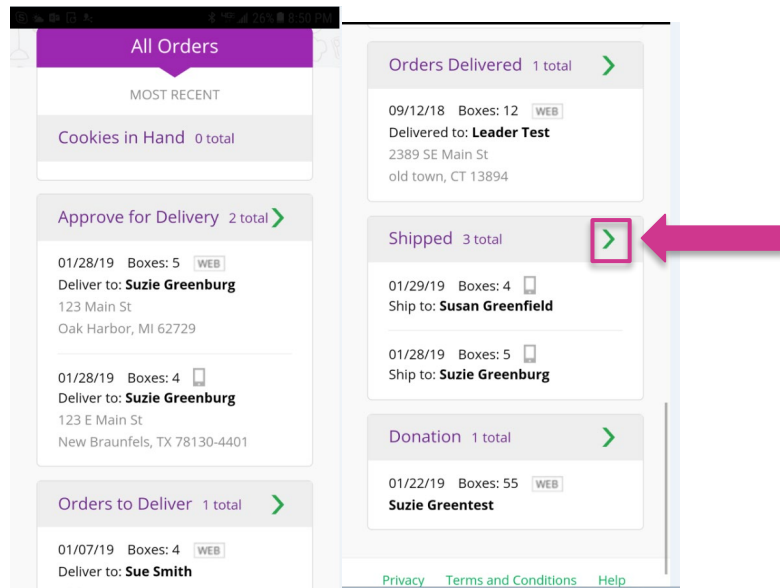 26% 8:50 PM
All Orders
MOST RECENT
Cookies in Hand 0 total
Approve for Delivery 2 total
01/28/19 Boxes: 5 WEB
Deliver to: Suzie Greenburg
123 Main St
Oak Harbor, MI 62729
01/28/19 Boxes: 4
Deliver to: Suzie Greenburg
123 E Main St
New Braunfels, TX 78130-4401
Orders to Deliver 1 total
01/07/19 Boxes: 4 WEB
Deliver to: Sue Smith
Orders Delivered 1 total
09/12/18 Boxes: 12 WEB
Delivered to: Leader Test
2389 SE Main St
old town, CT 13894
Shipped 3 total
01/29/19 Boxes: 4
Ship to: Susan Greenfield
01/28/19 Boxes: 5
Ship to: Suzie Greenburg
Donation 1 total
01/22/19 Boxes: 55 WEB
Suzie Greentest
Privacy Terms and Conditions Help